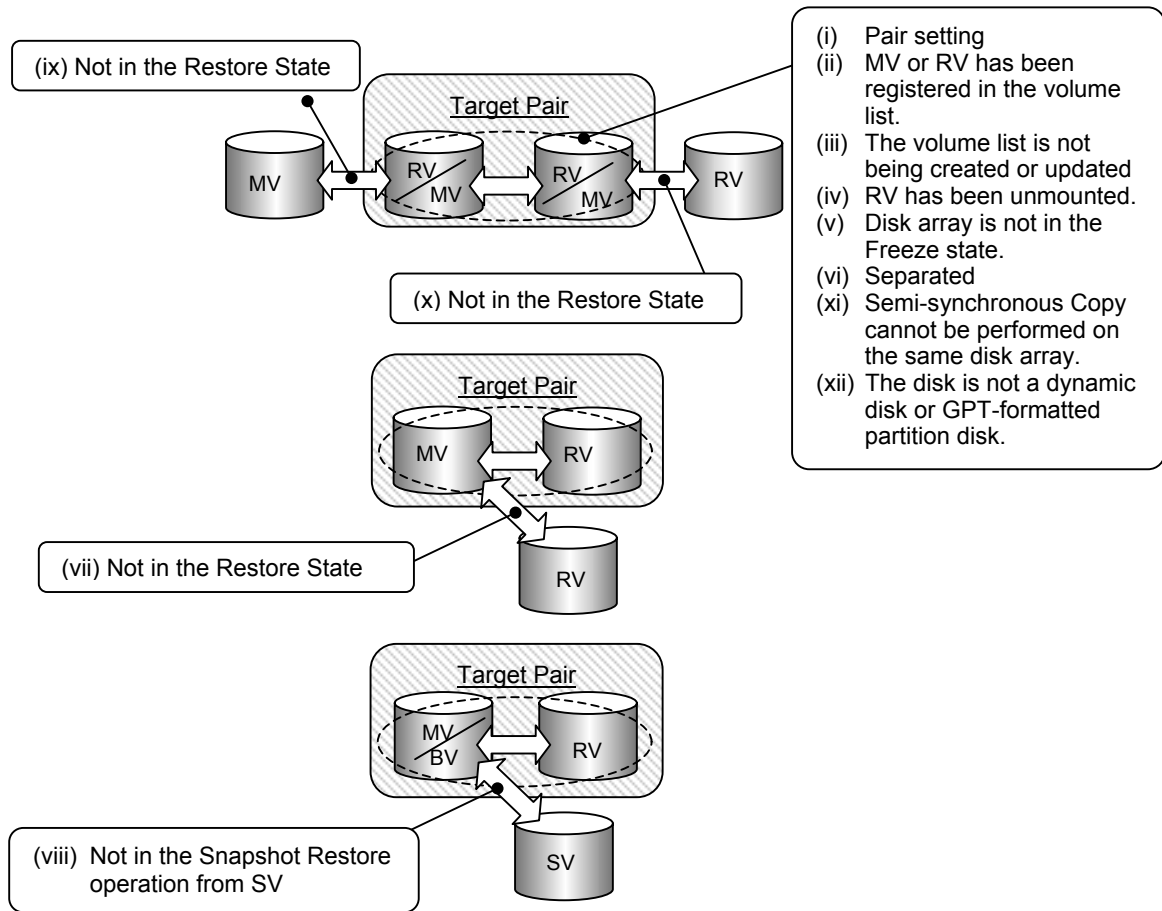 (ix) Not in the Restore State
Target Pair
MV
RV
MV
RV
MV
RV
(x) Not in the Restore State
(i) Pair setting
(ii) MV or RV has been
registered in the volume
list.
(iii) The volume list is not
being created or updated
(iv) RV has been unmounted.
(v) Disk array is not in the
Freeze state.
(vi) Separated
(xi) Semi-synchronous Copy
cannot be performed on
the same disk array.
(xii) The disk is not a dynamic
disk or GPT-formatted
partition disk.
Target Pair
MV
RV
(vii) Not in the Restore State
RV
Target Pair
MV
BV
RV
(viii) Not in the Snapshot Restore
operation from SV
SV